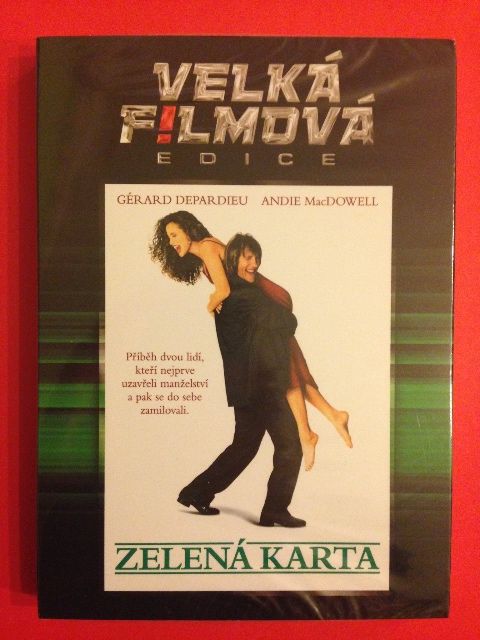 VELKÁ
F!LMOVÁ
EDICE
GÉRARD DEPARDIEU ANDIE MacDOWELL
Příběh dvou lidí,
kteří nejprve
uzavřeli manželství
a pak se do sebe
zamilovali.
ZELENÁ KARTA